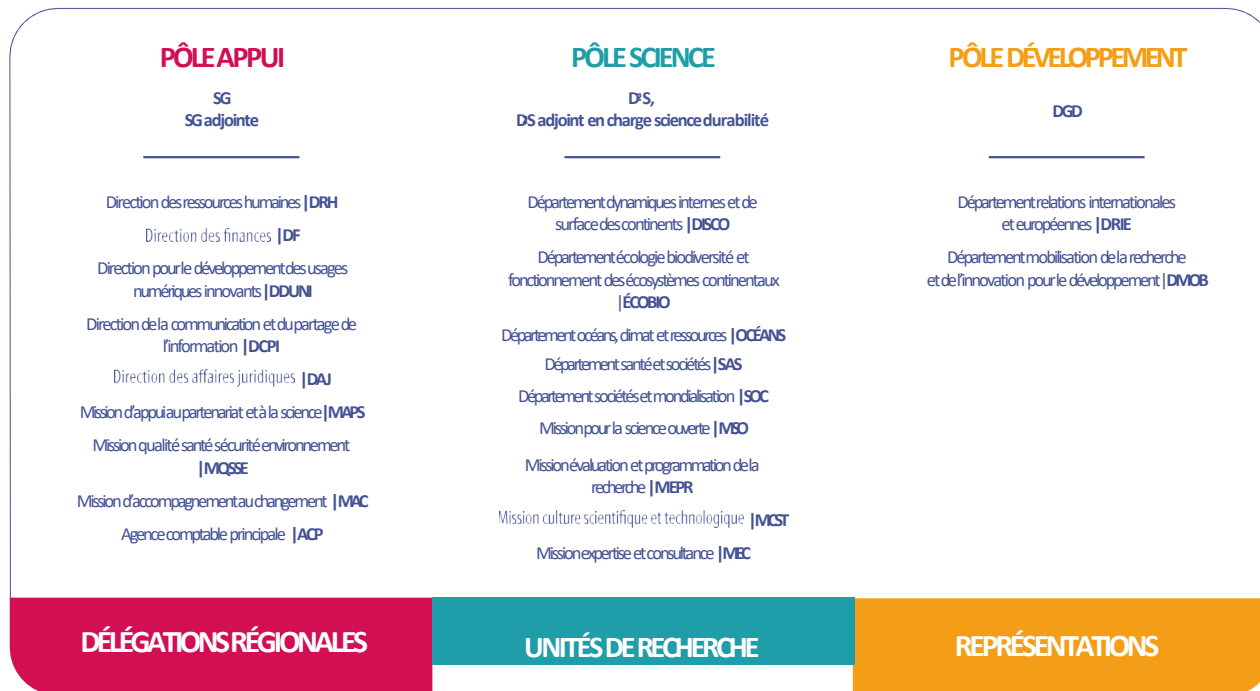 PÔLE APPUI
SG
SG adjointe
Direction des ressources humaines | DRH
Direction des finances | DF
Direction pour le développement des usages
numériques innovants | DDUNI
Direction de la communication et du partage de
l'information | DCPI
Direction des affaires juridiques | DAJ
Mission d'appui au partenariat et à la science | MAPS
Mission qualité santé sécurité environnement
| MQSSE
Mission d'accompagnement au changement | MAC
Agence comptable principale | ACP
DÉLÉGATIONS RÉGIONALES
PÔLE SCIENCE
D²S,
DS adjoint en charge science durabilité
Département dynamiques internes et de
surface des continents | DISCO
Département écologie biodiversité et
fonctionnement des écosystèmes continentaux
| ÉCOBIO
Département océans, climat et ressources | OCÉANS
Département santé et sociétés | SAS
Département sociétés et mondialisation | SOC
Mission pour la science ouverte | MSO
Mission évaluation et programmation de la
recherche | MEPR
Mission culture scientifique et technologique | MCST
Mission expertise et consultance | MEC
UNITÉS DE RECHERCHE
PÔLE DÉVELOPPEMENT
DGD
Département relations internationales
et européennes | DRIE
Département mobilisation de la recherche
et de l'innovation pour le développement | DMOB
REPRÉSENTATIONS